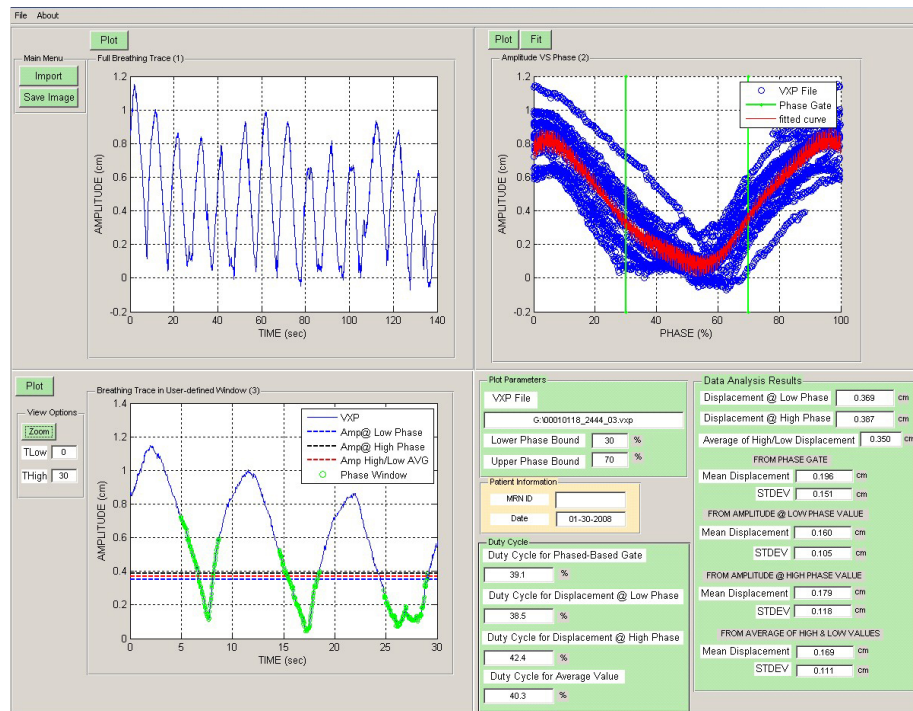 File About
Plot
Main Menu
Import
Save Image
Full Breathing Trace (1)
1.2
1
0.8
0.6
0.4
0.2
0
-0.2
AMPLITUDE (cm)
0 20 40 60 80 100 120 140
TIME (sec)
Plot Fit
Amplitude VS Phase (2)
VXP File
Phase Gate
fitted curve
1.2
1
0.8
0.6
0.4
0.2
0
-0.2
AMPLITUDE (cm)
0 20 40 60 80 100
PHASE (%)
Plot
View Options
Zoom
TLow 0
THigh 30
Breathing Trace in User-defined Window (3)
VXP
Amp@ Low Phase
Amp@ High Phase
Amp High/Low AVG
Phase Window
1.4
1.2
1
0.8
0.6
0.4
0.2
0
AMPLITUDE (cm)
0 5 10 15 20 25 30
TIME (sec)
Plot Parameters
VXP File
G:\00010118_2444_03.vxp
Lower Phase Bound 30 %
Upper Phase Bound 70 %
Patient Information
MRN ID
Date 01-30-2008
Duty Cycle
Duty Cycle for Phased-Based Gate
39.1 %
Duty Cycle for Displacement @ Low Phase
38.5 %
Duty Cycle for Displacement @ High Phase
42.4 %
Duty Cycle for Average Value
40.3 %
Data Analysis Results
Displacement @ Low Phase 0.369 cm
Displacement @ High Phase 0.387 cm
Average of High/Low Displacement 0.350 cm
FROM PHASE GATE
Mean Displacement 0.196 cm
STDEV 0.151 cm
FROM AMPLITUDE @ LOW PHASE VALUE
Mean Displacement 0.160 cm
STDEV 0.105 cm
FROM AMPLITUDE @ HIGH PHASE VALUE
Mean Displacement 0.179 cm
STDEV 0.118 cm
FROM AVERAGE OF HIGH & LOW VALUES
Mean Displacement 0.169 cm
STDEV 0.111 cm